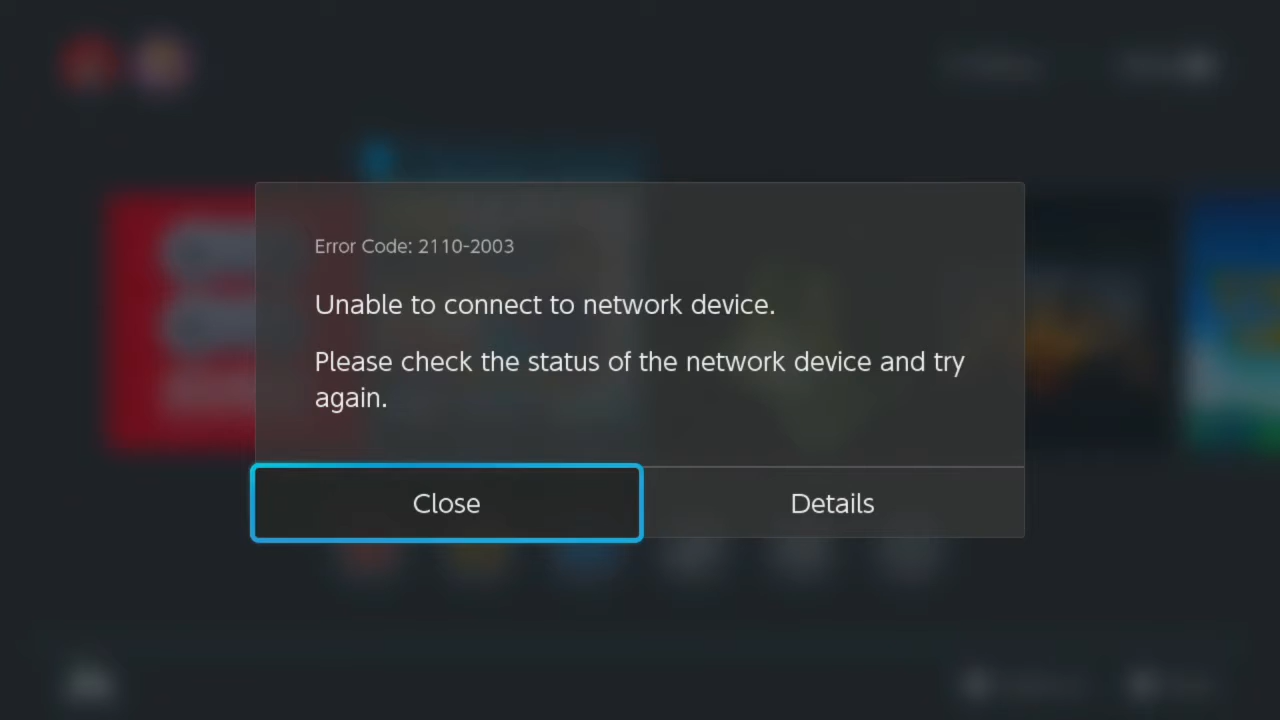 Error Code: 2110-2003
Unable to connect to network device.
Please check the status of the network device and try
again.
Close
Details